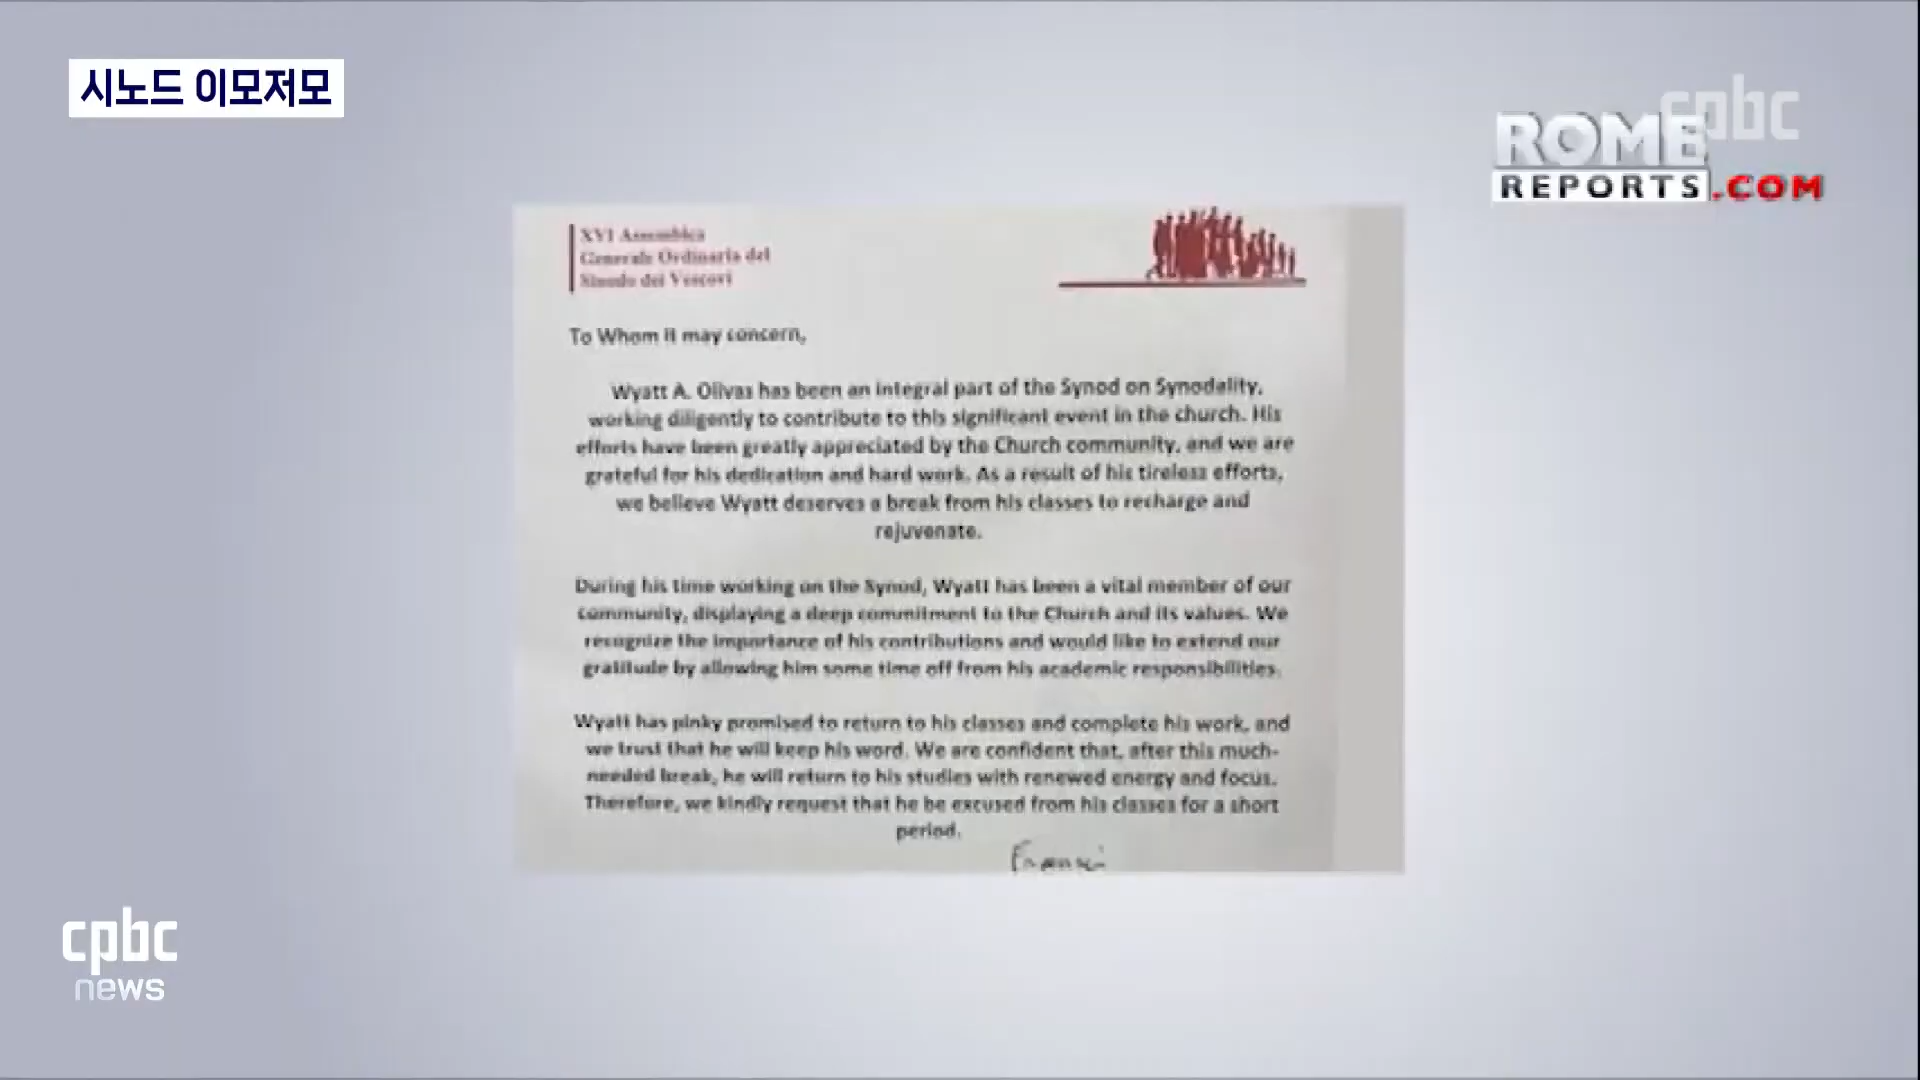 시노드 이모저모
cpbc
ROME
REPORTS.COM
XVI Assemblea
Generale Ordinaria del
Sinodo dei Vescovi
To Whom it may concern,
Wyatt A. Olivas has been an integral part of the Synod on Synodality,
working diligently to contribute to this significant event in the church. His
efforts have been greatly appreciated by the Church community, and we are
grateful for his dedication and hard work. As a result of his tireless efforts,
we believe Wyatt deserves a break from his classes to recharge and
rejuvenate.
During his time working on the Synod, Wyatt has been a vital member of our
community, displaying a deep commitment to the Church and its values. We
recognize the importance of his contributions and would like to extend our
gratitude by allowing him some time off from his academic responsibilities.
Wyatt has pinky promised to return to his classes and complete his work, and
we trust that he will keep his word. We are confident that, after this much-
needed break, he will return to his studies with renewed energy and focus.
Therefore, we kindly request that he be excused from his classes for a short
period.
cpbc
news